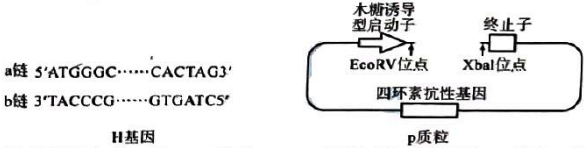 a链 5'ATGGGC……CACTAG3'
b链 3'TACCCG……GTGATC5'
H基因
木糖诱导
型启动子
终止子
EcoRV位点
XbaI位点
四环素抗性基因
p质粒